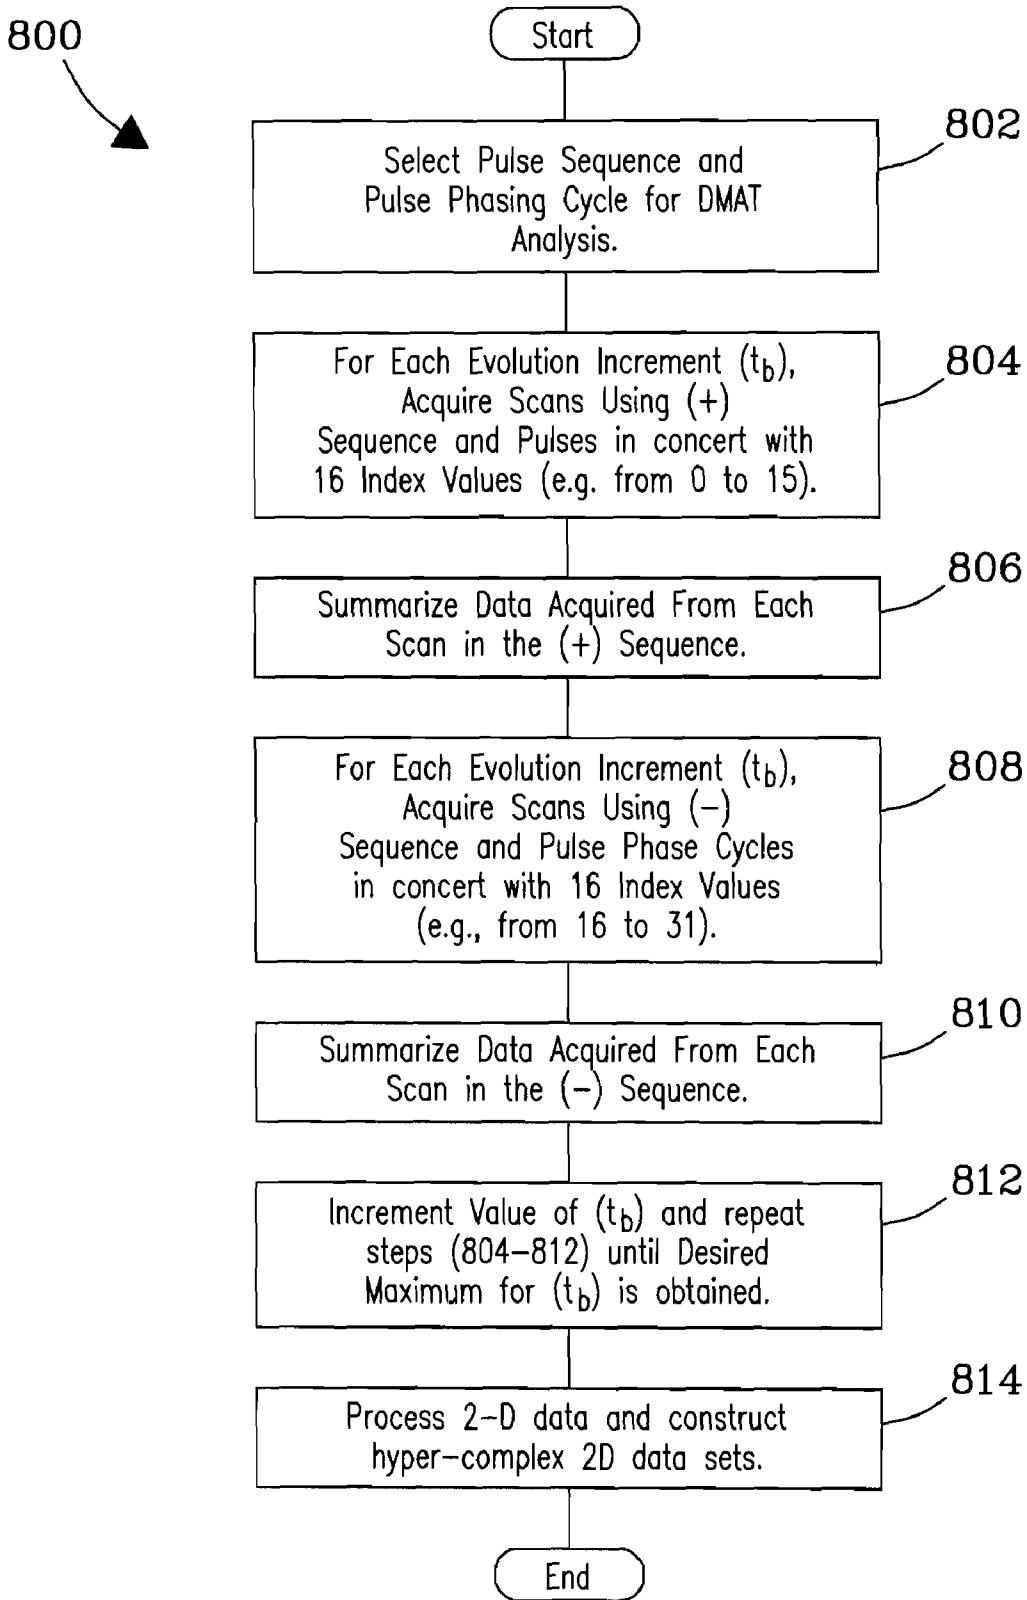 800
Start
802
Select Pulse Sequence and
Pulse Phasing Cycle for DMAT
Analysis.
804
For Each Evolution Increment (tb),
Acquire Scans Using (+)
Sequence and Pulses in concert with
16 Index Values (e.g. from 0 to 15).
806
Summarize Data Acquired From Each
Scan in the (+) Sequence.
808
For Each Evolution Increment (tb),
Acquire Scans Using (−)
Sequence and Pulse Phase Cycles
in concert with 16 Index Values
(e.g., from 16 to 31).
810
Summarize Data Acquired From Each
Scan in the (−) Sequence.
812
Increment Value of (tb) and repeat
steps (804−812) until Desired
Maximum for (tb) is obtained.
814
Process 2−D data and construct
hyper−complex 2D data sets.
End